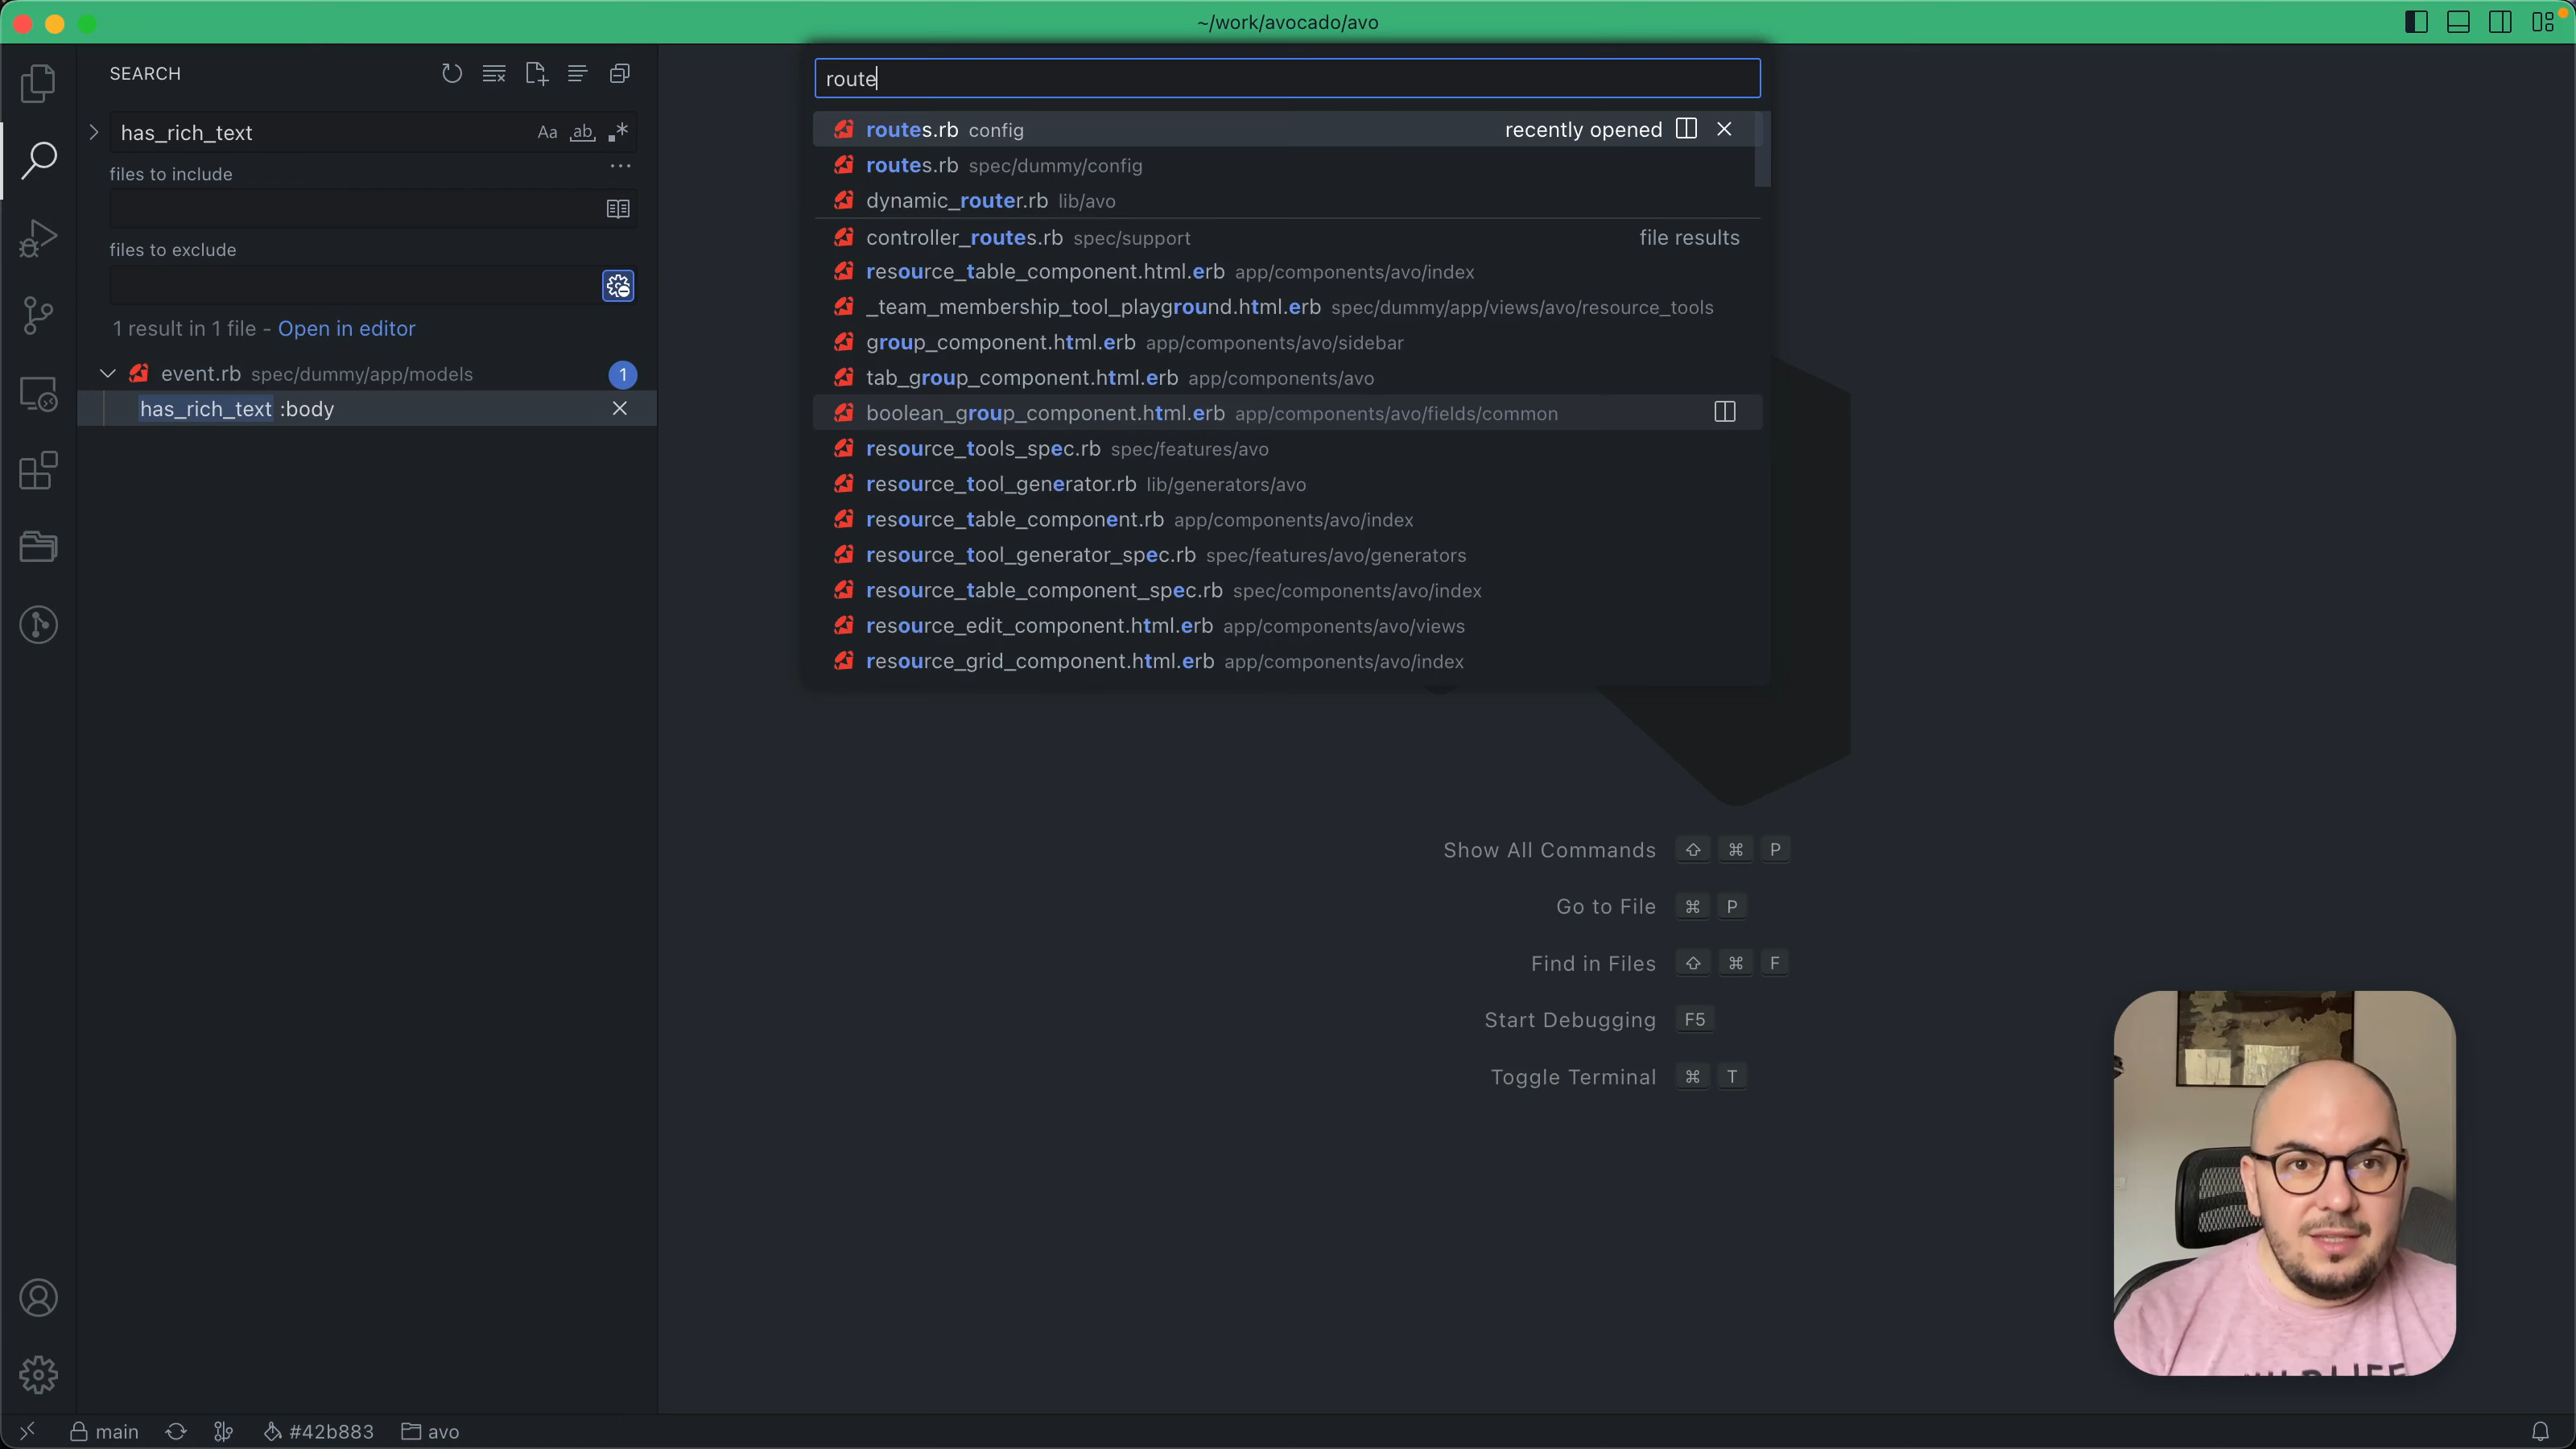 ~/work/avocado/avo
SEARCH
has_rich_text
Aa ab
files to include
files to exclude
1 result in 1 file - Open in editor
event.rb spec/dummy/app/models 1
has_rich_text :body
route
routes.rb config recently opened
routes.rb spec/dummy/config
dynamic_router.rb lib/avo
controller_routes.rb spec/support file results
resource_table_component.html.erb app/components/avo/index
_team_membership_tool_playground.html.erb spec/dummy/app/views/avo/resource_tools
group_component.html.erb app/components/avo/sidebar
tab_group_component.html.erb app/components/avo
boolean_group_component.html.erb app/components/avo/fields/common
resource_tools_spec.rb spec/features/avo
resource_tool_generator.rb lib/generators/avo
resource_table_component.rb app/components/avo/index
resource_tool_generator_spec.rb spec/features/avo/generators
resource_table_component_spec.rb spec/components/avo/index
resource_edit_component.html.erb app/components/avo/views
resource_grid_component.html.erb app/components/avo/index
Show All Commands ⇧ ⌘ P
Go to File ⌘ P
Find in Files ⇧ ⌘ F
Start Debugging F5
Toggle Terminal ⌘ T
main #42b883 avo